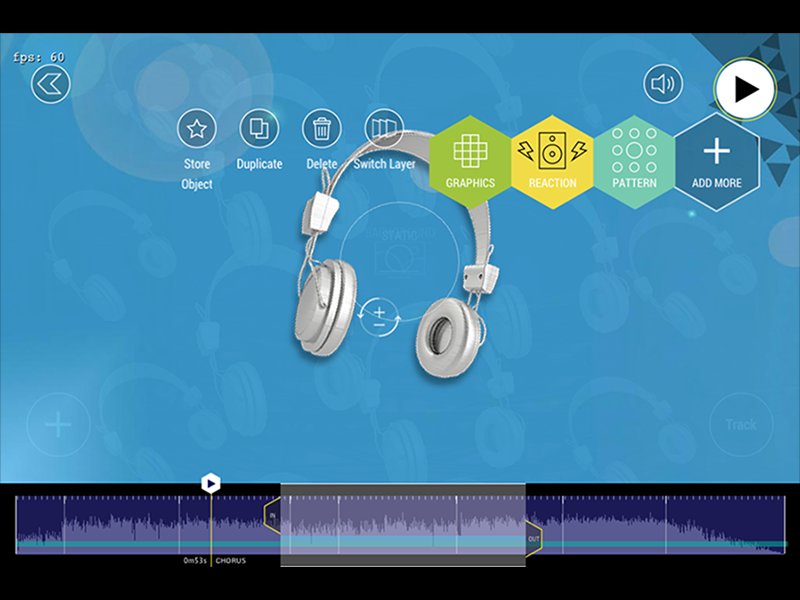 fps: 60
Store
Object
Duplicate
Delete
Switch Layer
GRAPHICS
REACTION
PATTERN
ADD MORE
STATIC
Track
IN
OUT
0m53s
CHORUS